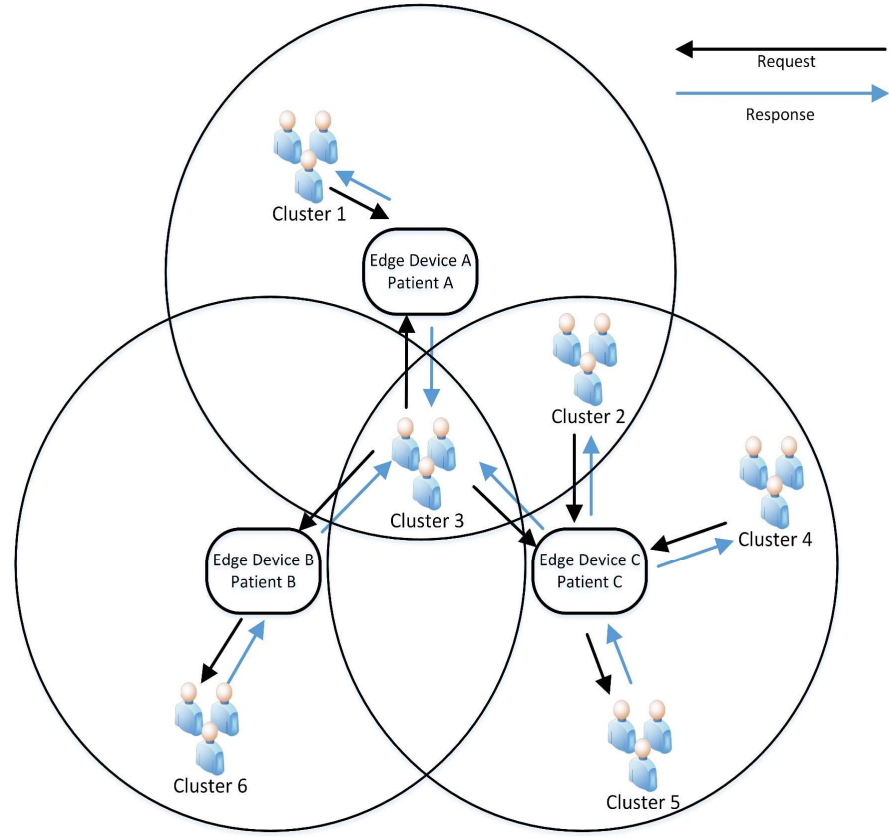 Request
Response
Cluster 1
Edge Device A
Patient A
Cluster 2
Cluster 3
Cluster 4
Edge Device B
Patient B
Edge Device C
Patient C
Cluster 6
Cluster 5